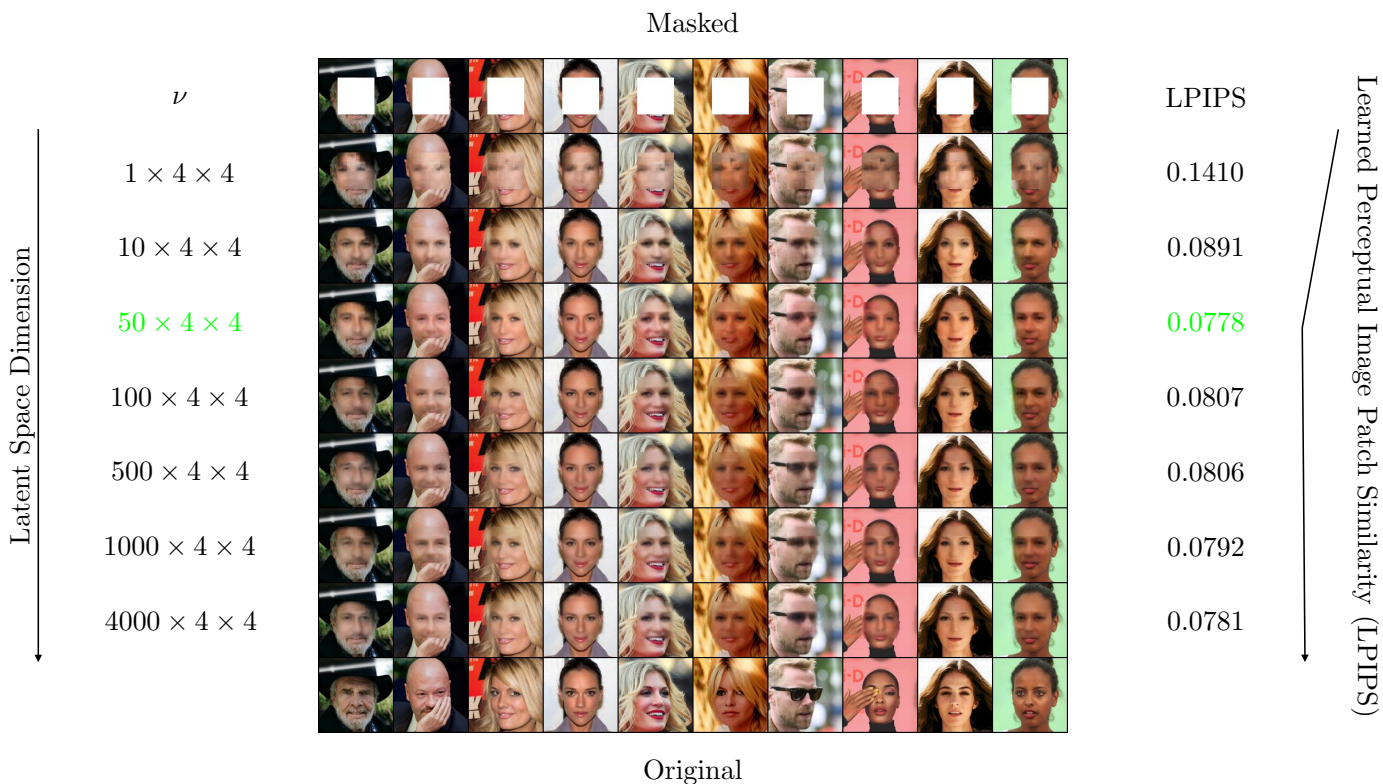 Masked
ν LPIPS
1 × 4 × 4 0.1410
10 × 4 × 4 0.0891
50 × 4 × 4 0.0778
100 × 4 × 4 0.0807
500 × 4 × 4 0.0806
1000 × 4 × 4 0.0792
4000 × 4 × 4 0.0781
Latent Space Dimension
Learned Perceptual Image Patch Similarity (LPIPS)
Original